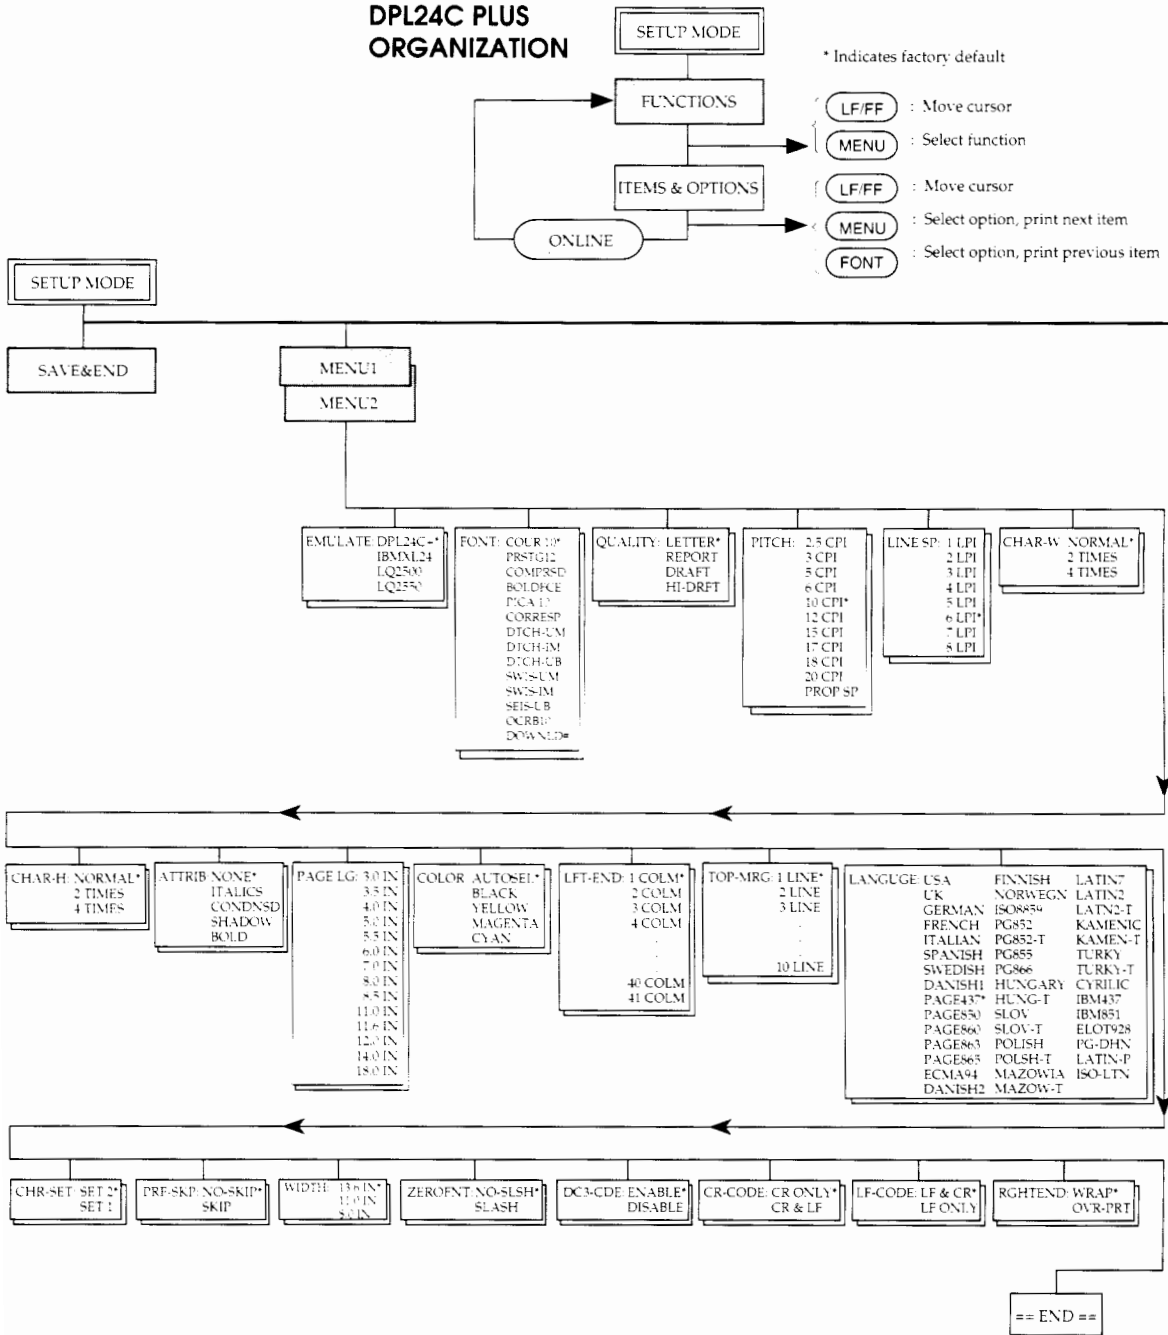 DPL24C PLUS
ORGANIZATION
SETUP MODE
* Indicates factory default
FUNCTIONS
LF/FF : Move cursor
MENU : Select function
ITEMS & OPTIONS
LF/FF : Move cursor
MENU : Select option, print next item
ONLINE
FONT : Select option, print previous item
SETUP MODE
SAVE&END
MENU1
MENU2
EMULATE: DPL24C+*
IBMXL24
LQ2500
LQ2550
FONT: COUR 10*
PRSTG12
COMPRSD
BOLDFCE
PICA 12
CORRESP
DTCH-UM
DTCH-IM
DTCH-UB
SWIS-UM
SWIS-IM
SEIS-UB
OCRB10
DOWNLD#
QUALITY: LETTER*
REPORT
DRAFT
HI-DRFT
PITCH: 2.5 CPI
3 CPI
5 CPI
6 CPI
10 CPI*
12 CPI
15 CPI
17 CPI
18 CPI
20 CPI
PROP SP
LINE SP: 1 LPI
2 LPI
3 LPI
4 LPI
5 LPI
6 LPI*
7 LPI
8 LPI
CHAR-W NORMAL*
2 TIMES
4 TIMES
CHAR-H: NORMAL*
2 TIMES
4 TIMES
ATTRIB NONE*
ITALICS
CONDNSD
SHADOW
BOLD
PAGE LG: 3.0 IN
3.5 IN
4.0 IN
5.0 IN
5.5 IN
6.0 IN
7.0 IN
8.0 IN
8.5 IN
11.0 IN
11.6 IN
12.0 IN
14.0 IN
18.0 IN
COLOR AUTOSEL*
BLACK
YELLOW
MAGENTA
CYAN
LFT-END: 1 COLM*
2 COLM
3 COLM
4 COLM
.
.
.
40 COLM
41 COLM
TOP-MRG: 1 LINE*
2 LINE
3 LINE
.
.
.
10 LINE
LANGUGE: USA FINNISH LATIN7
UK NORWEGN LATIN2
GERMAN ISO8859 LATN2-T
FRENCH PG852 KAMENIC
ITALIAN PG852-T KAMEN-T
SPANISH PG855 TURKY
SWEDISH PG866 TURKY-T
DANISH1 HUNGARY CYRILIC
PAGE437* HUNG-T IBM437
PAGE850 SLOV IBM851
PAGE860 SLOV-T ELOT928
PAGE863 POLISH PG-DHN
PAGE865 POLSH-T LATIN-P
ECMA94 MAZOWIA ISO-LTN
DANISH2 MAZOW-T
CHR-SET: SET 2*
SET 1
PRF-SKP: NO-SKIP*
SKIP
WIDTH: 13.6 IN*
11.0 IN
8.0 IN
ZEROFNT: NO-SLSH*
SLASH
DC3-CDE: ENABLE*
DISABLE
CR-CODE: CR ONLY*
CR & LF
LF-CODE: LF & CR*
LF ONLY
RGHTEND: WRAP*
OVR-PRT
== END ==